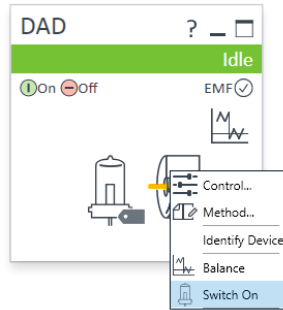 DAD ?
Idle
On Off EMF
Control...
Method...
Identify Device
Balance
Switch On